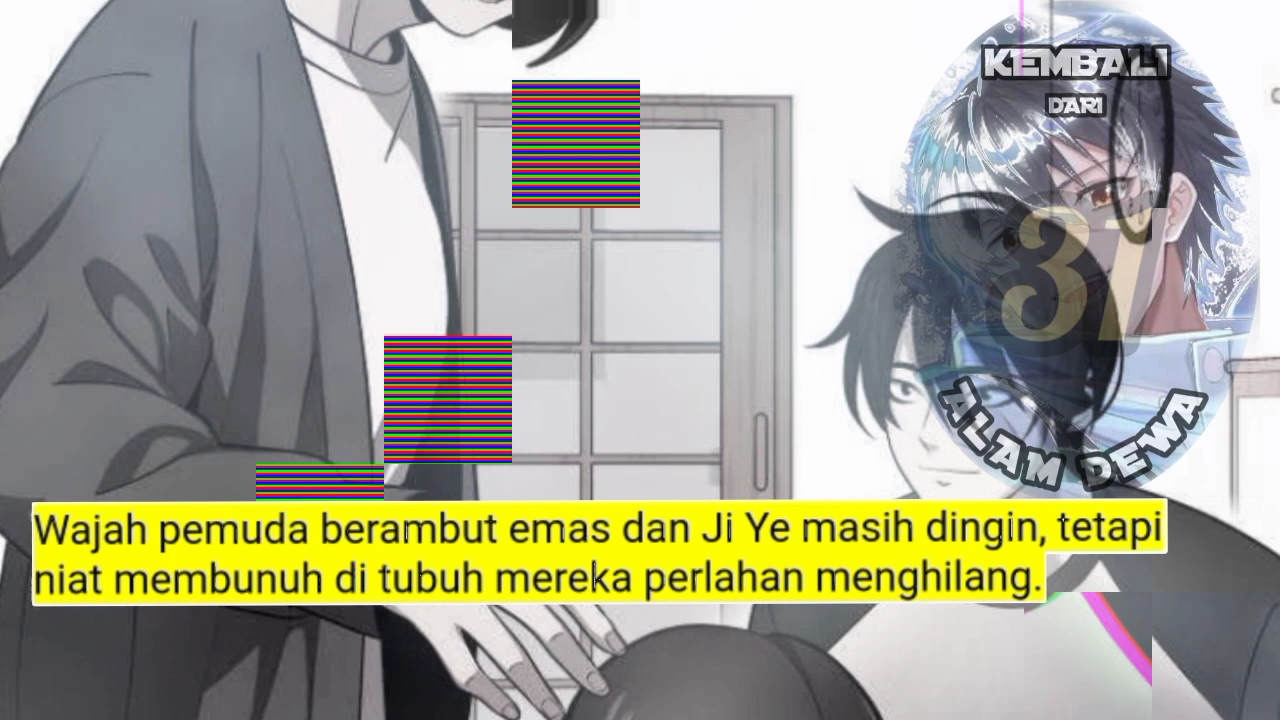 KEMBALI
DARI
31
ALAM DEWA
Wajah pemuda berambut emas dan Ji Ye masih dingin, tetapi
niat membunuh di tubuh mereka perlahan menghilang.